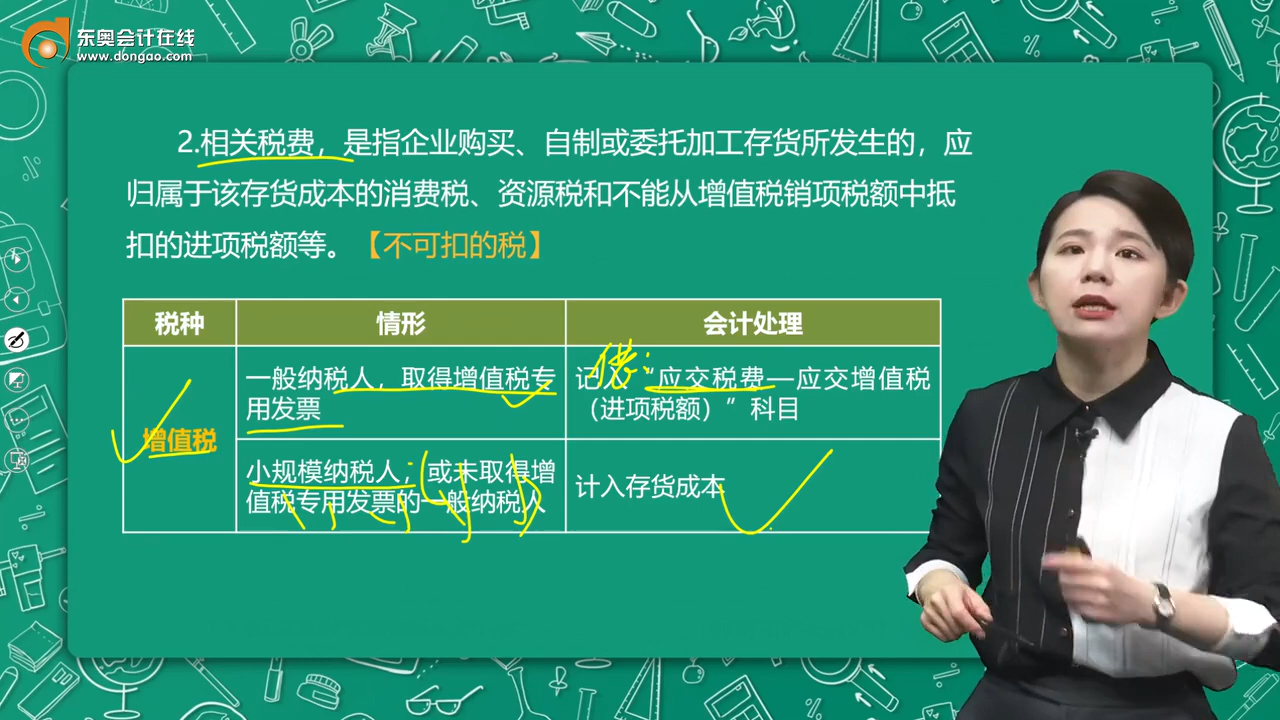 东奥会计在线
www.dongao.com
2.相关税费，是指企业购买、自制或委托加工存货所发生的，应
归属于该存货成本的消费税、资源税和不能从增值税销项税额中抵
扣的进项税额等。【不可扣的税】
税种
情形
会计处理
增值税
一般纳税人，取得增值税专
用发票
借：
记入“应交税费—应交增值税
（进项税额）”科目
小规模纳税人；或未取得增
值税专用发票的一般纳税人
计入存货成本